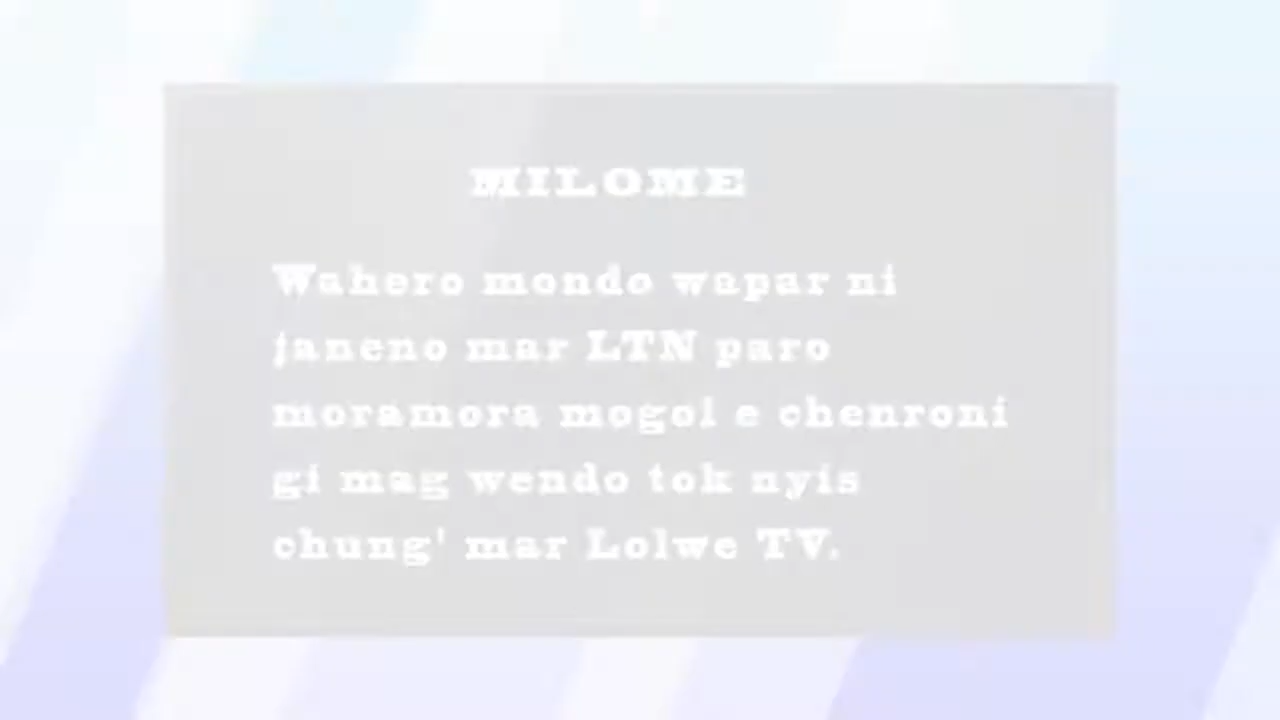 MILOME
Wahero mondo wapar ni
janeno mar LTN paro
moramora mogol e chenroni
gi mag wendo tok nyis
chung' mar Lolwe TV.